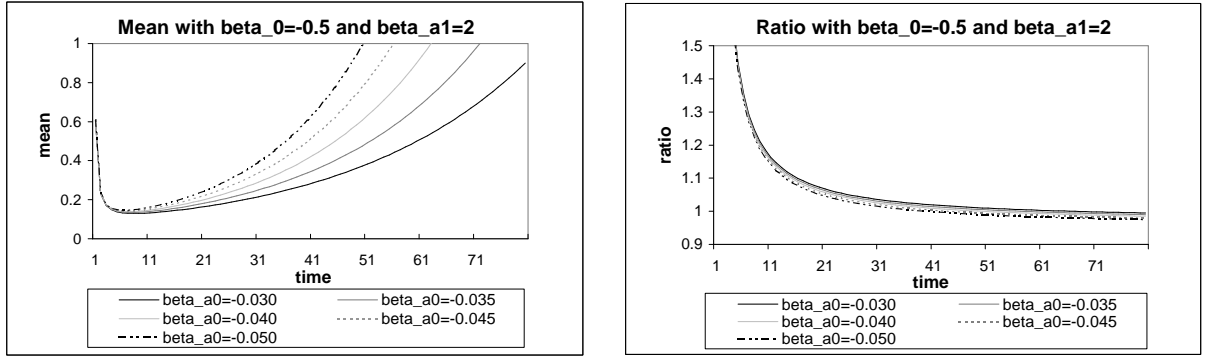 Mean with beta_0=-0.5 and beta_a1=2
1
0.8
0.6
0.4
0.2
0
mean
1 11 21 31 41 51 61 71
time
beta_a0=-0.030 beta_a0=-0.035
beta_a0=-0.040 beta_a0=-0.045
beta_a0=-0.050
Ratio with beta_0=-0.5 and beta_a1=2
1.5
1.4
1.3
1.2
1.1
1
0.9
ratio
1 11 21 31 41 51 61 71
time
beta_a0=-0.030 beta_a0=-0.035
beta_a0=-0.040 beta_a0=-0.045
beta_a0=-0.050